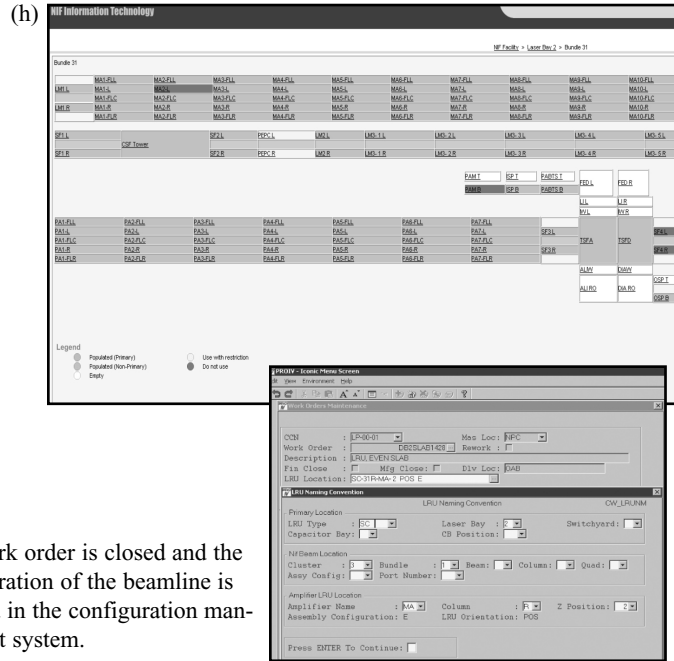 (h)
NIF Information Technology
NIF Facility > Laser Bay 2 > Bundle 31
Bundle 31
MA1-FLL MA2-FLL MA3-FLL MA4-FLL MA5-FLL MA6-FLL MA7-FLL MA8-FLL MA9-FLL MA10-FLL
LM1 L MA1-L MA2-L MA3-L MA4-L MA5-L MA6-L MA7-L MA8-L MA9-L MA10-L
MA1-FLC MA2-FLC MA3-FLC MA4-FLC MA5-FLC MA6-FLC MA7-FLC MA8-FLC MA9-FLC MA10-FLC
LM1 R MA1-R MA2-R MA3-R MA4-R MA5-R MA6-R MA7-R MA8-R MA9-R MA10-R
MA1-FLR MA2-FLR MA3-FLR MA4-FLR MA5-FLR MA6-FLR MA7-FLR MA8-FLR MA9-FLR MA10-FLR
SF1 L SF2 L PEPC L LM2 L LM3-1 L LM3-2 L LM3-3 L LM3-4 L LM3-5 L
CSF Tower
SF1 R SF2 R PEPC R LM2 R LM3-1 R LM3-2 R LM3-3 R LM3-4 R LM3-5 R
PAM T ISP T PABTS T FED L FED R
PAM B ISP B PABTS B
LI L LI R
IW L IW R
PA1-FLL PA2-FLL PA3-FLL PA4-FLL PA5-FLL PA6-FLL PA7-FLL
PA1-L PA2-L PA3-L PA4-L PA5-L PA6-L PA7-L SF3 L SF4 L
PA1-FLC PA2-FLC PA3-FLC PA4-FLC PA5-FLC PA6-FLC PA7-FLC TSFA TSFD
PA1-R PA2-R PA3-R PA4-R PA5-R PA6-R PA7-R SF3 R SF4 R
PA1-FLR PA2-FLR PA3-FLR PA4-FLR PA5-FLR PA6-FLR PA7-FLR
ALIW DIAW
OSP T
ALI RO DIA RO
OSP B
Legend
Populated (Primary) Use with restriction
Populated (Non-Primary) Do not use
Empty
PROIV - Iconic Menu Screen
View Environment Help
Work Orders Maintenance
CCN : LP-80-01 Mas Loc: NPC
Work Order : DB2SLAB1428 Rework :
Description : LRU, EVEN SLAB
Fin Close : Mfg Close: Dlv Loc: OAB
LRU Location: SC-31R-MA-2 POS E
LRU Naming Convention
LRU Naming Convention CW_LRUNM
Primary Location
LRU Type : SC Laser Bay : 2 Switchyard:
Capacitor Bay: CB Position:
Nif Beam Location
Cluster : 3 Bundle : 1 Beam: Column: Quad:
Assy Config: Port Number:
Amplifier LRU Location
Amplifier Name : MA Column : R Z Position: 2
Assembly Configuration: E LRU Orientation: POS
Press ENTER To Continue:
rk order is closed and the
ration of the beamline is
in the configuration man-
t system.